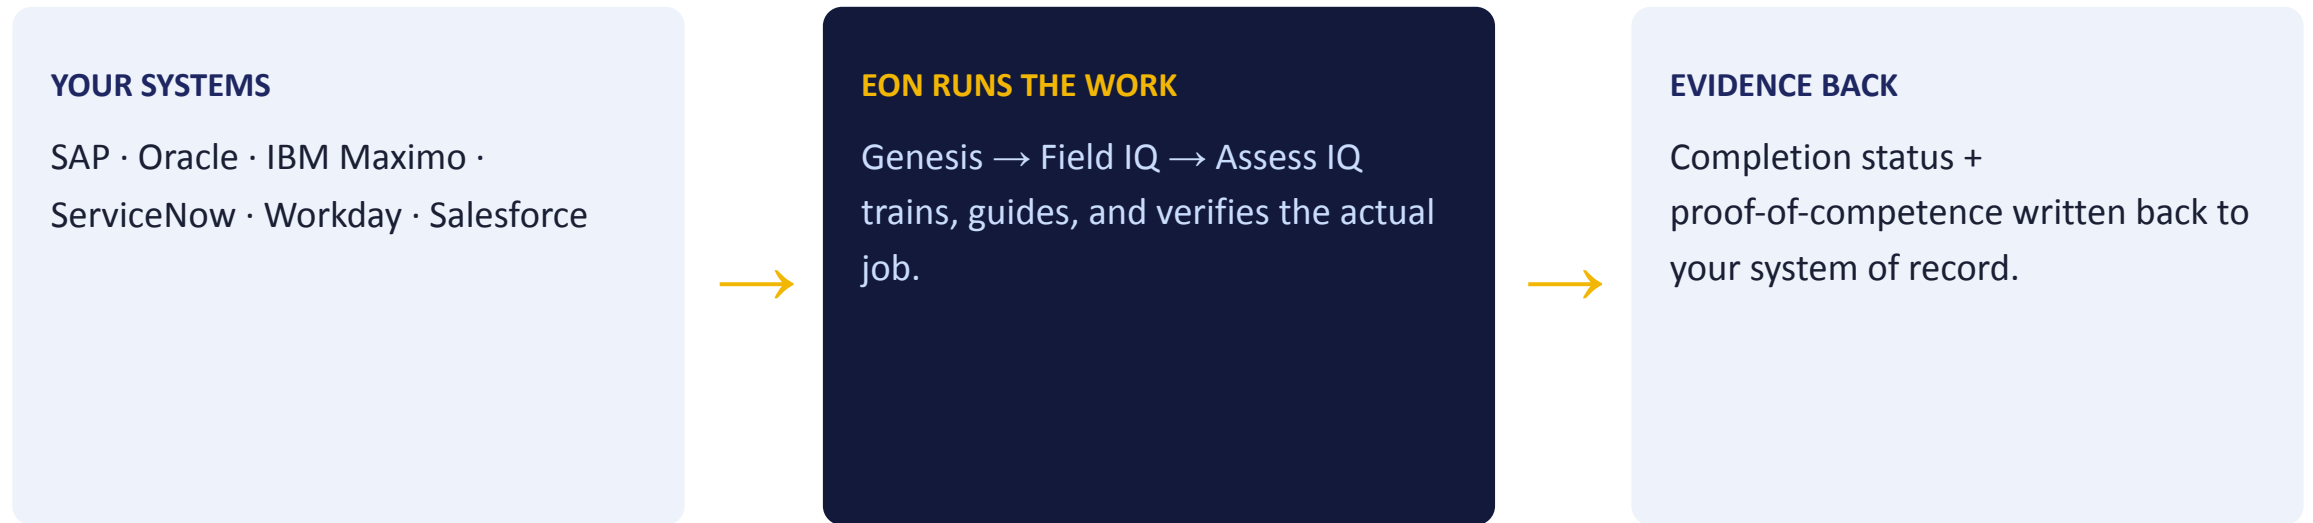 YOUR SYSTEMS
SAP · Oracle · IBM Maximo ·
ServiceNow · Workday · Salesforce
→
EON RUNS THE WORK
Genesis → Field IQ → Assess IQ
trains, guides, and verifies the actual
job.
→
EVIDENCE BACK
Completion status +
proof-of-competence written back to
your system of record.